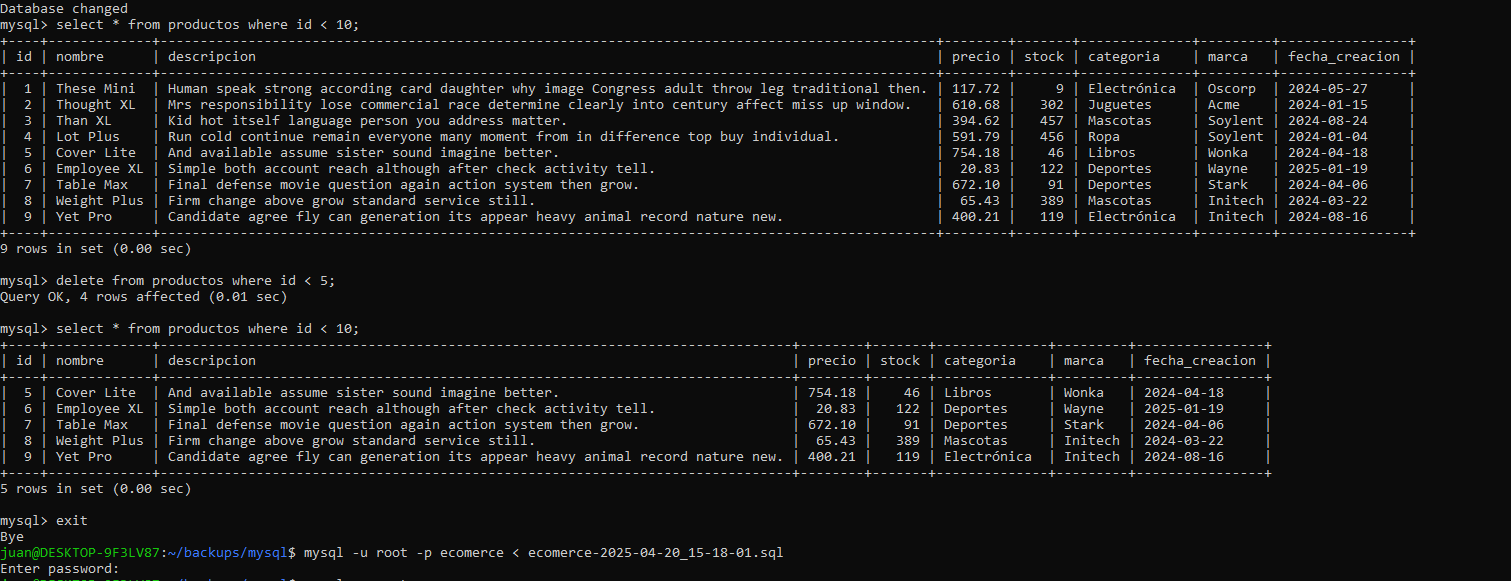 Database changed
mysql> select * from productos where id < 10;
+----+-------------+-------------------------------------------------------------------------------------------------+--------+-------+--------------+---------+----------------+
| id | nombre      | descripcion                                                                                     | precio | stock | categoria    | marca   | fecha_creacion |
+----+-------------+-------------------------------------------------------------------------------------------------+--------+-------+--------------+---------+----------------+
|  1 | These Mini  | Human speak strong according card daughter why image Congress adult throw leg traditional then. | 117.72 |     9 | Electrónica  | Oscorp  | 2024-05-27     |
|  2 | Thought XL  | Mrs responsibility lose commercial race determine clearly into century affect miss up window.   | 610.68 |   302 | Juguetes     | Acme    | 2024-01-15     |
|  3 | Than XL     | Kid hot itself language person you address matter.                                              | 394.62 |   457 | Mascotas     | Soylent | 2024-08-24     |
|  4 | Lot Plus    | Run cold continue remain everyone many moment from in difference top buy individual.            | 591.79 |   456 | Ropa         | Soylent | 2024-01-04     |
|  5 | Cover Lite  | And available assume sister sound imagine better.                                               | 754.18 |    46 | Libros       | Wonka   | 2024-04-18     |
|  6 | Employee XL | Simple both account reach although after check activity tell.                                   |  20.83 |   122 | Deportes     | Wayne   | 2025-01-19     |
|  7 | Table Max   | Final defense movie question again action system then grow.                                     | 672.10 |    91 | Deportes     | Stark   | 2024-04-06     |
|  8 | Weight Plus | Firm change above grow standard service still.                                                  |  65.43 |   389 | Mascotas     | Initech | 2024-03-22     |
|  9 | Yet Pro     | Candidate agree fly can generation its appear heavy animal record nature new.                   | 400.21 |   119 | Electrónica  | Initech | 2024-08-16     |
+----+-------------+-------------------------------------------------------------------------------------------------+--------+-------+--------------+---------+----------------+
9 rows in set (0.00 sec)
mysql> delete from productos where id < 5;
Query OK, 4 rows affected (0.01 sec)
mysql> select * from productos where id < 10;
+----+-------------+-------------------------------------------------------------------------------+--------+-------+--------------+---------+----------------+
| id | nombre      | descripcion                                                                   | precio | stock | categoria    | marca   | fecha_creacion |
+----+-------------+-------------------------------------------------------------------------------+--------+-------+--------------+---------+----------------+
|  5 | Cover Lite  | And available assume sister sound imagine better.                             | 754.18 |    46 | Libros       | Wonka   | 2024-04-18     |
|  6 | Employee XL | Simple both account reach although after check activity tell.                 |  20.83 |   122 | Deportes     | Wayne   | 2025-01-19     |
|  7 | Table Max   | Final defense movie question again action system then grow.                   | 672.10 |    91 | Deportes     | Stark   | 2024-04-06     |
|  8 | Weight Plus | Firm change above grow standard service still.                                |  65.43 |   389 | Mascotas     | Initech | 2024-03-22     |
|  9 | Yet Pro     | Candidate agree fly can generation its appear heavy animal record nature new. | 400.21 |   119 | Electrónica  | Initech | 2024-08-16     |
+----+-------------+-------------------------------------------------------------------------------+--------+-------+--------------+---------+----------------+
5 rows in set (0.00 sec)
mysql> exit
Bye
juan@DESKTOP-9F3LV87:~/backups/mysql$ mysql -u root -p ecomerce < ecomerce-2025-04-20_15-18-01.sql
Enter password: